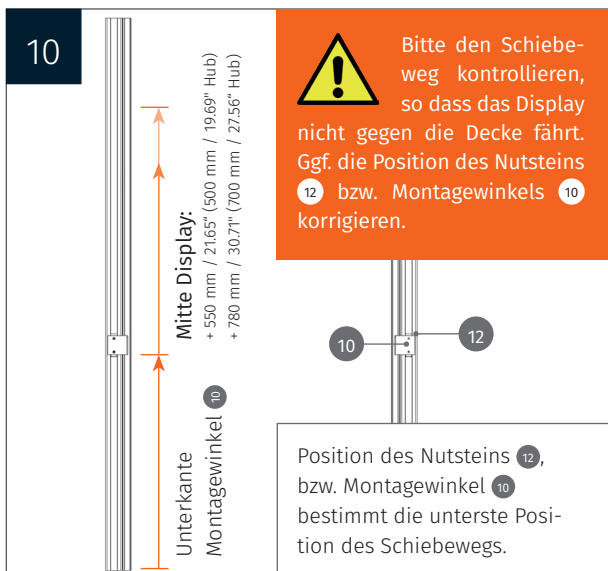 10
Mitte Display:
+ 550 mm / 21.65“ (500 mm / 19.69" Hub)
+ 780 mm / 30.71" (700 mm / 27.56" Hub)
Unterkante
Montagewinkel 10
Bitte den Schiebe-
weg kontrollieren,
so dass das Display
nicht gegen die Decke fährt.
Ggf. die Position des Nutsteins
12 bzw. Montagewinkels 10
korrigieren.
10
12
Position des Nutsteins 12,
bzw. Montagewinkel 10
bestimmt die unterste Posi-
tion des Schiebewegs.